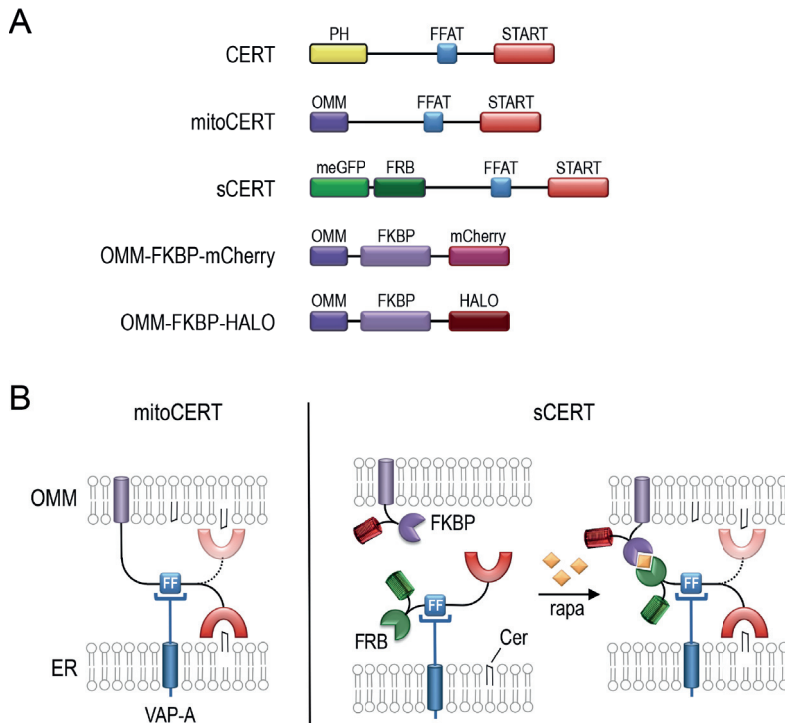 A
PH FFAT START
CERT
OMM FFAT START
mitoCERT
meGFP FRB FFAT START
sCERT
OMM FKBP mCherry
OMM-FKBP-mCherry
OMM FKBP HALO
OMM-FKBP-HALO
B
mitoCERT
sCERT
OMM
FKBP
FF
FF
rapa
FF
FRB
Cer
ER
VAP-A